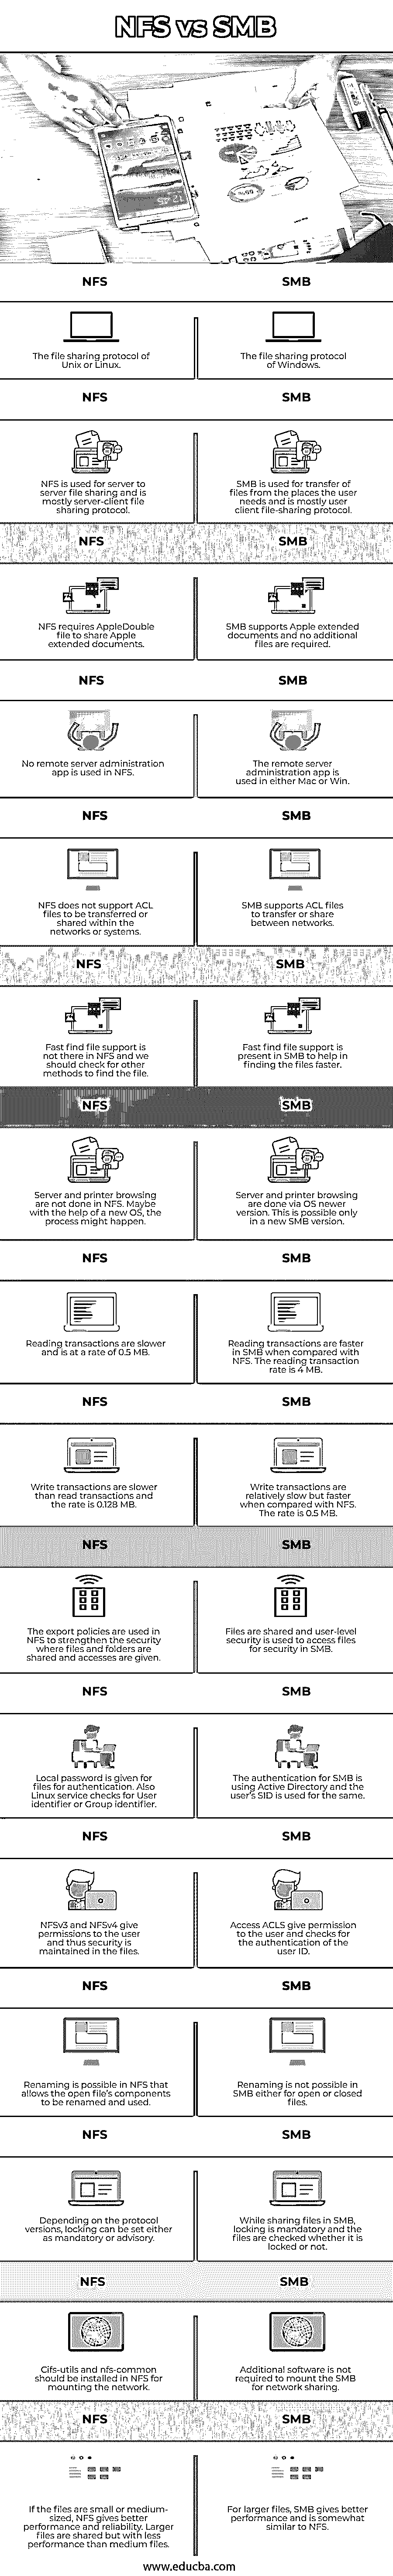 NFS vs SMB
NFS
SMB
The file sharing protocol of
Unix or Linux.
The file sharing protocol
of Windows.
NFS
SMB
NFS is used for server to
server file sharing and is
mostly server-client file
sharing protocol.
SMB is used for transfer of
files from the places the user
needs and is mostly user
client file-sharing protocol.
NFS
SMB
NFS requires AppleDouble
file to share Apple
extended documents.
SMB supports Apple extended
documents and no additional
files are required.
NFS
SMB
No remote server administration
app is used in NFS.
The remote server
administration app is
used in either Mac or Win.
NFS
SMB
NFS does not support ACL
files to be transferred or
shared within the
networks or systems.
SMB supports ACL files
to transfer or share
between networks.
NFS
SMB
Fast find file support is
not there in NFS and we
should check for other
methods to find the file.
Fast find file support is
present in SMB to help in
finding the files faster.
NFS
SMB
Server and printer browsing
are not done in NFS. Maybe
with the help of a new OS, the
process might happen.
Server and printer browsing
are done via OS newer
version. This is possible only
in a new SMB version.
NFS
SMB
Reading transactions are slower
and is at a rate of 0.5 MB.
Reading transactions are faster
in SMB when compared with
NFS. The reading transaction
rate is 4 MB.
NFS
SMB
Write transactions are slower
than read transactions and
the rate is 0.128 MB.
Write transactions are
relatively slow but faster
when compared with NFS.
The rate is 0.5 MB.
NFS
SMB
The export policies are used in
NFS to strengthen the security
where files and folders are
shared and accesses are given.
Files are shared and user-level
security is used to access files
for security in SMB.
NFS
SMB
Local password is given for
files for authentication. Also
Linux service checks for User
identifier or Group identifier.
The authentication for SMB is
using Active Directory and the
user's SID is used for the same.
NFS
SMB
NFSv3 and NFSv4 give
permissions to the user
and thus security is
maintained in the files.
Access ACLS give permission
to the user and checks for
the authentication of the
user ID.
NFS
SMB
Renaming is possible in NFS that
allows the open file's components
to be renamed and used.
Renaming is not possible in
SMB either for open or closed
files.
NFS
SMB
Depending on the protocol
versions, locking can be set either
as mandatory or advisory.
While sharing files in SMB,
locking is mandatory and the
files are checked whether it is
locked or not.
NFS
SMB
Cifs-utils and nfs-common
should be installed in NFS for
mounting the network.
Additional software is not
required to mount the SMB
for network sharing.
NFS
SMB
If the files are small or medium-
sized, NFS gives better
performance and reliability. Larger
files are shared but with less
performance than medium files.
For larger files, SMB gives better
performance and is somewhat
similar to NFS.
www.educba.com